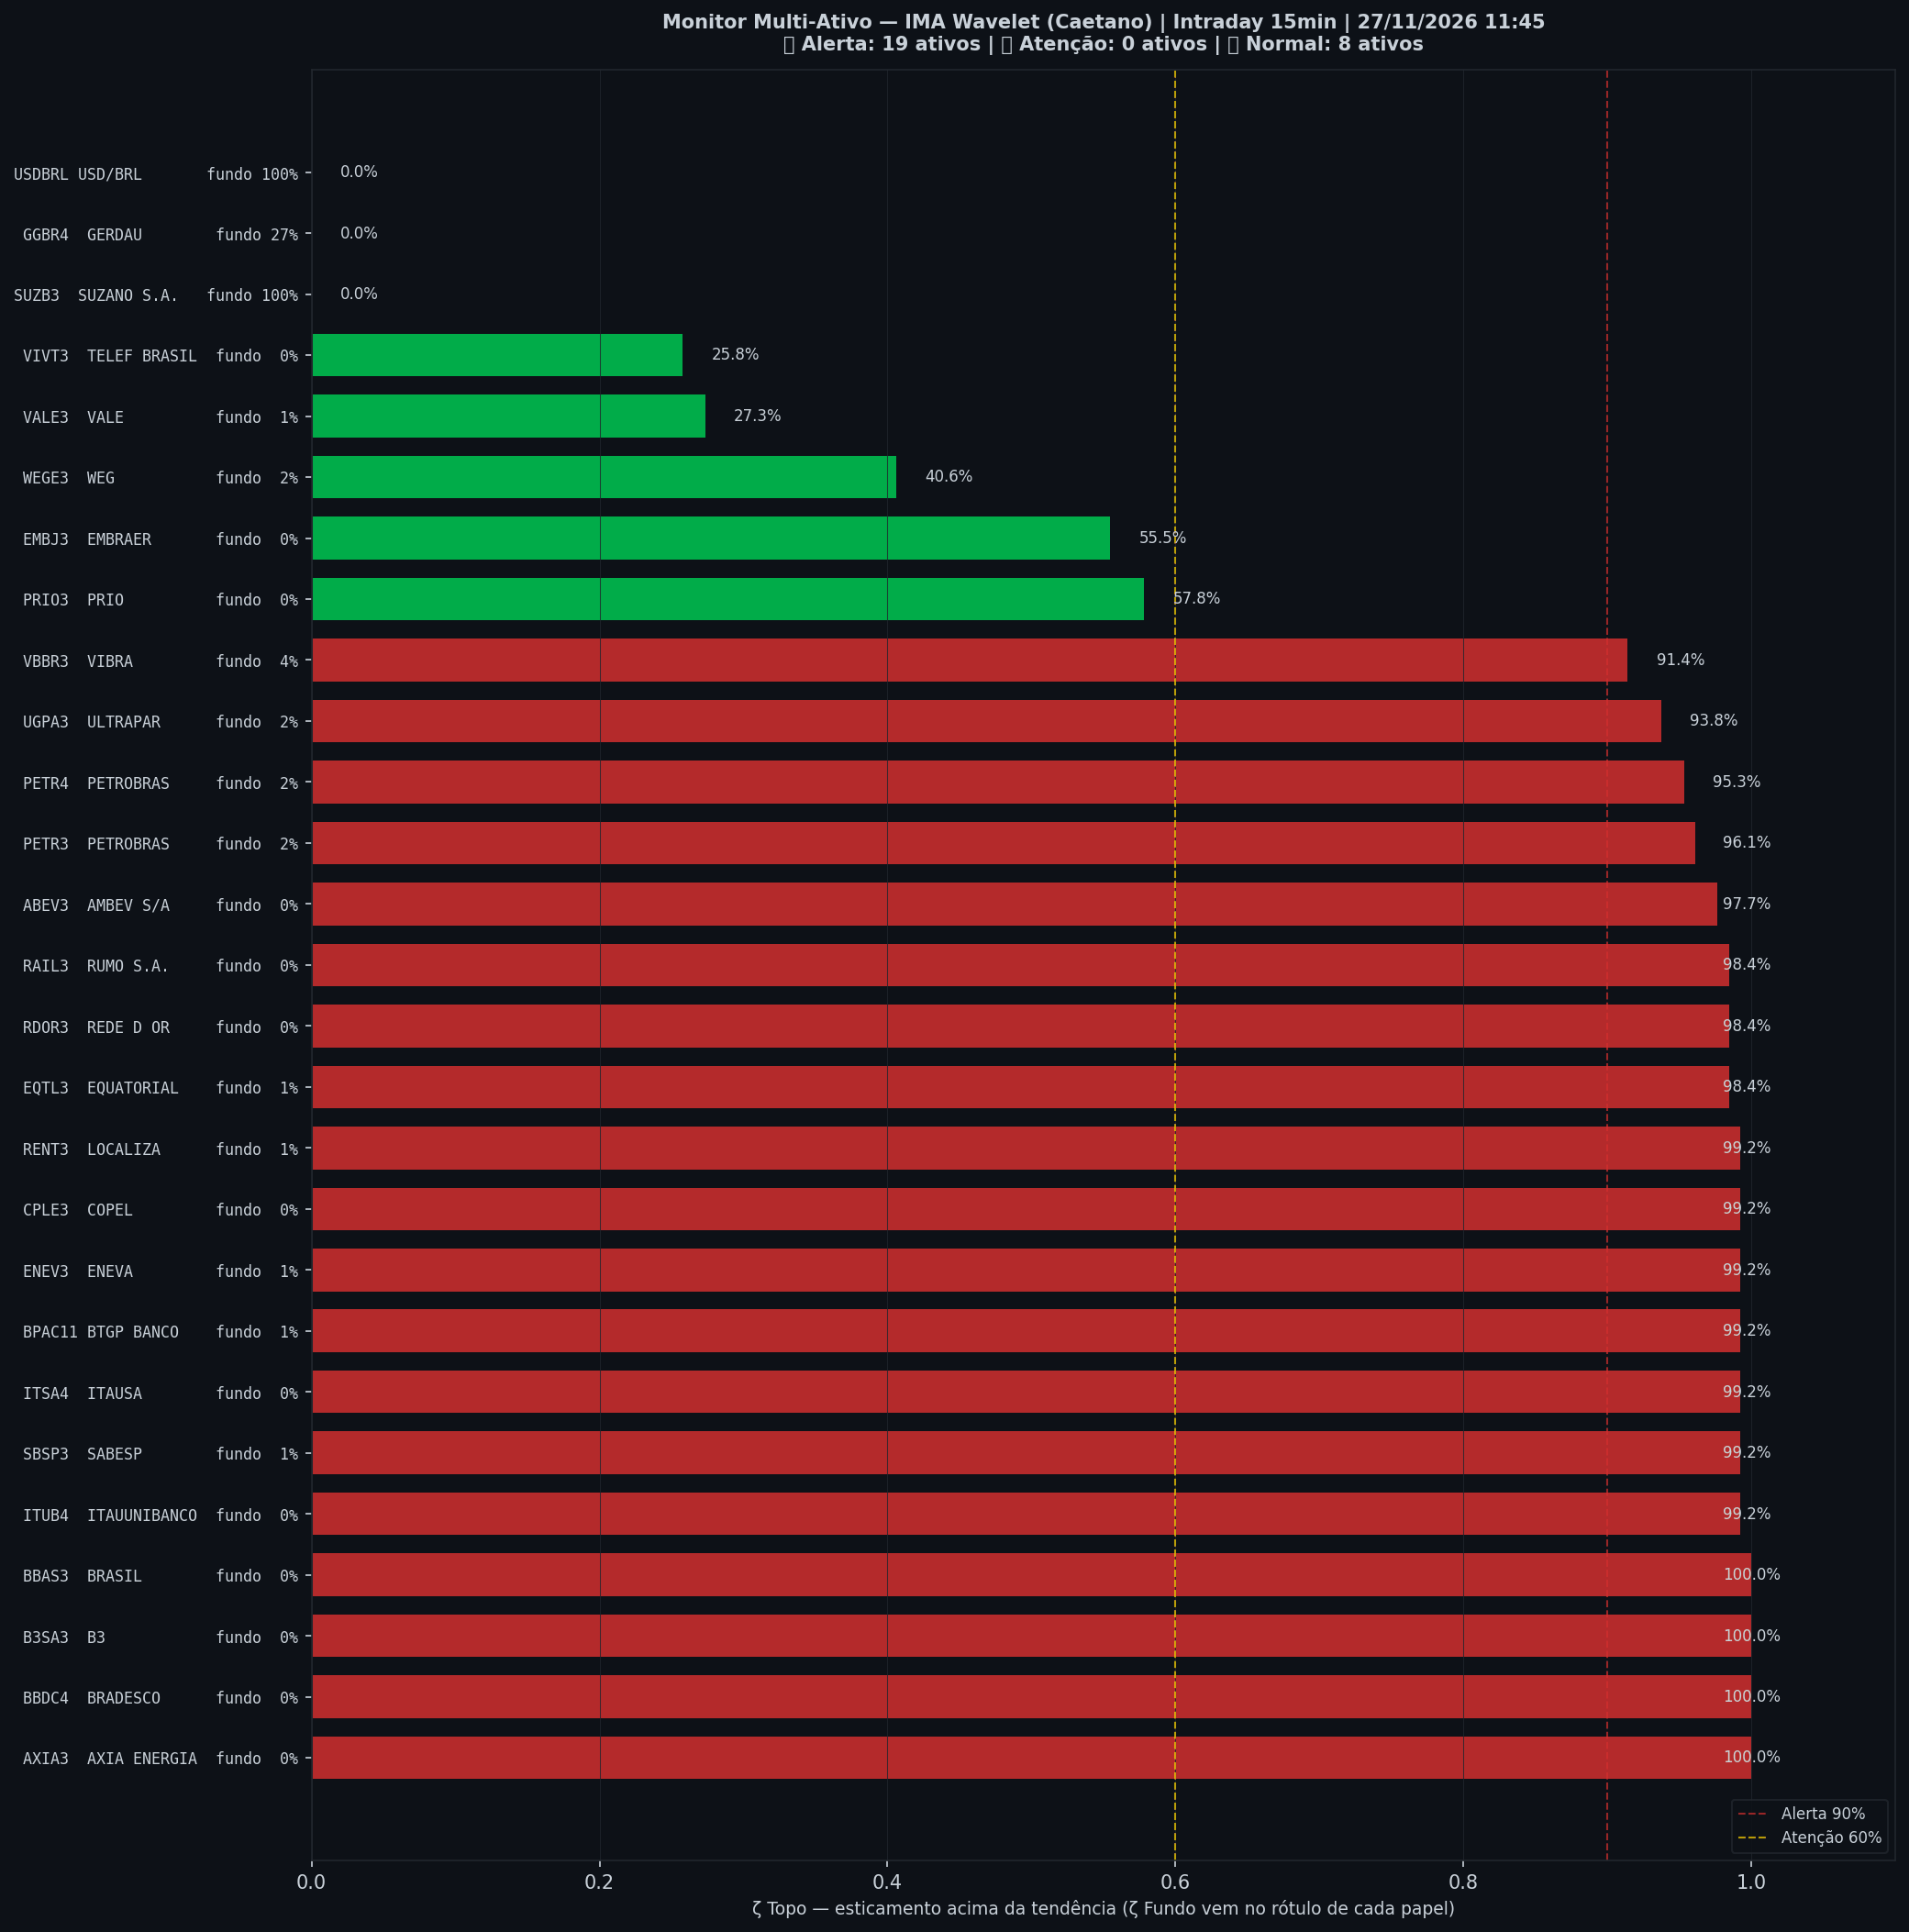 Monitor Multi-Ativo — IMA Wavelet (Caetano) | Intraday 15min | 27/11/2026 11:45
Alerta: 19 ativos | Atenção: 0 ativos | Normal: 8 ativos
USDBRL USD/BRL fundo 100% 0.0%
GGBR4 GERDAU fundo 27% 0.0%
SUZB3 SUZANO S.A. fundo 100% 0.0%
VIVT3 TELEF BRASIL fundo 0% 25.8%
VALE3 VALE fundo 1% 27.3%
WEGE3 WEG fundo 2% 40.6%
EMBJ3 EMBRAER fundo 0% 55.5%
PRIO3 PRIO fundo 0% 57.8%
VBBR3 VIBRA fundo 4% 91.4%
UGPA3 ULTRAPAR fundo 2% 93.8%
PETR4 PETROBRAS fundo 2% 95.3%
PETR3 PETROBRAS fundo 2% 96.1%
ABEV3 AMBEV S/A fundo 0% 97.7%
RAIL3 RUMO S.A. fundo 0% 98.4%
RDOR3 REDE D OR fundo 0% 98.4%
EQTL3 EQUATORIAL fundo 1% 98.4%
RENT3 LOCALIZA fundo 1% 99.2%
CPLE3 COPEL fundo 0% 99.2%
ENEV3 ENEVA fundo 1% 99.2%
BPAC11 BTGP BANCO fundo 1% 99.2%
ITSA4 ITAUSA fundo 0% 99.2%
SBSP3 SABESP fundo 1% 99.2%
ITUB4 ITAUUNIBANCO fundo 0% 99.2%
BBAS3 BRASIL fundo 0% 100.0%
B3SA3 B3 fundo 0% 100.0%
BBDC4 BRADESCO fundo 0% 100.0%
AXIA3 AXIA ENERGIA fundo 0% 100.0%
Alerta 90%
Atenção 60%
0.0 0.2 0.4 0.6 0.8 1.0
ζ Topo — esticamento acima da tendência (ζ Fundo vem no rótulo de cada papel)